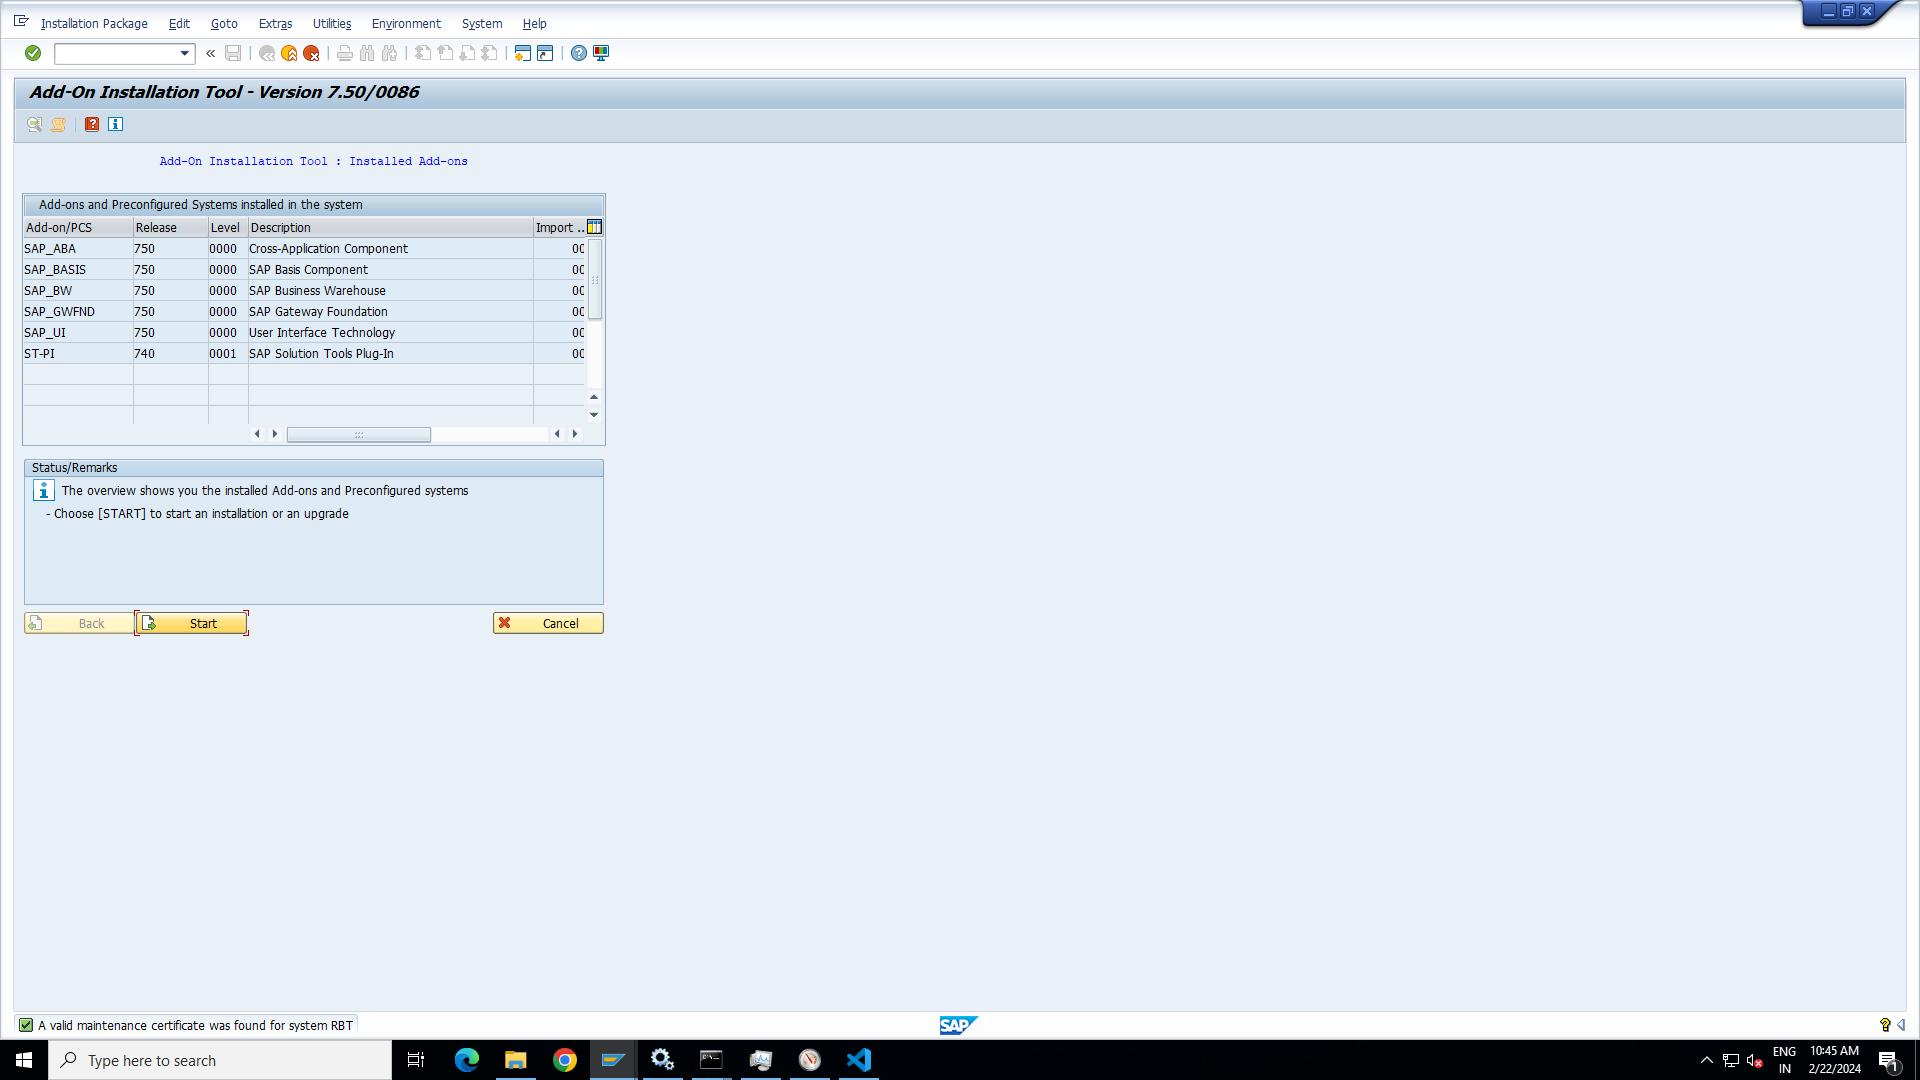 Installation Package Edit Goto Extras Utilities Environment System Help
Add-On Installation Tool - Version 7.50/0086
Add-On Installation Tool : Installed Add-ons
Add-ons and Preconfigured Systems installed in the system
Add-on/PCS Release Level Description Import ..
SAP_ABA 750 0000 Cross-Application Component 00
SAP_BASIS 750 0000 SAP Basis Component 00
SAP_BW 750 0000 SAP Business Warehouse 00
SAP_GWFND 750 0000 SAP Gateway Foundation 00
SAP_UI 750 0000 User Interface Technology 00
ST-PI 740 0001 SAP Solution Tools Plug-In 00
Status/Remarks
The overview shows you the installed Add-ons and Preconfigured systems
- Choose [START] to start an installation or an upgrade
Back Start Cancel
A valid maintenance certificate was found for system RBT
SAP
Type here to search
ENG
IN
10:45 AM
2/22/2024
1